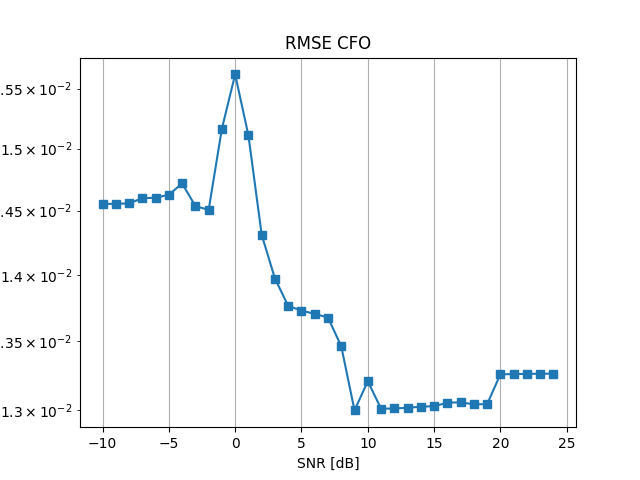 RMSE CFO
.55 × 10⁻²
1.5 × 10⁻²
.45 × 10⁻²
1.4 × 10⁻²
.35 × 10⁻²
1.3 × 10⁻²
−10 −5 0 5 10 15 20 25
SNR [dB]